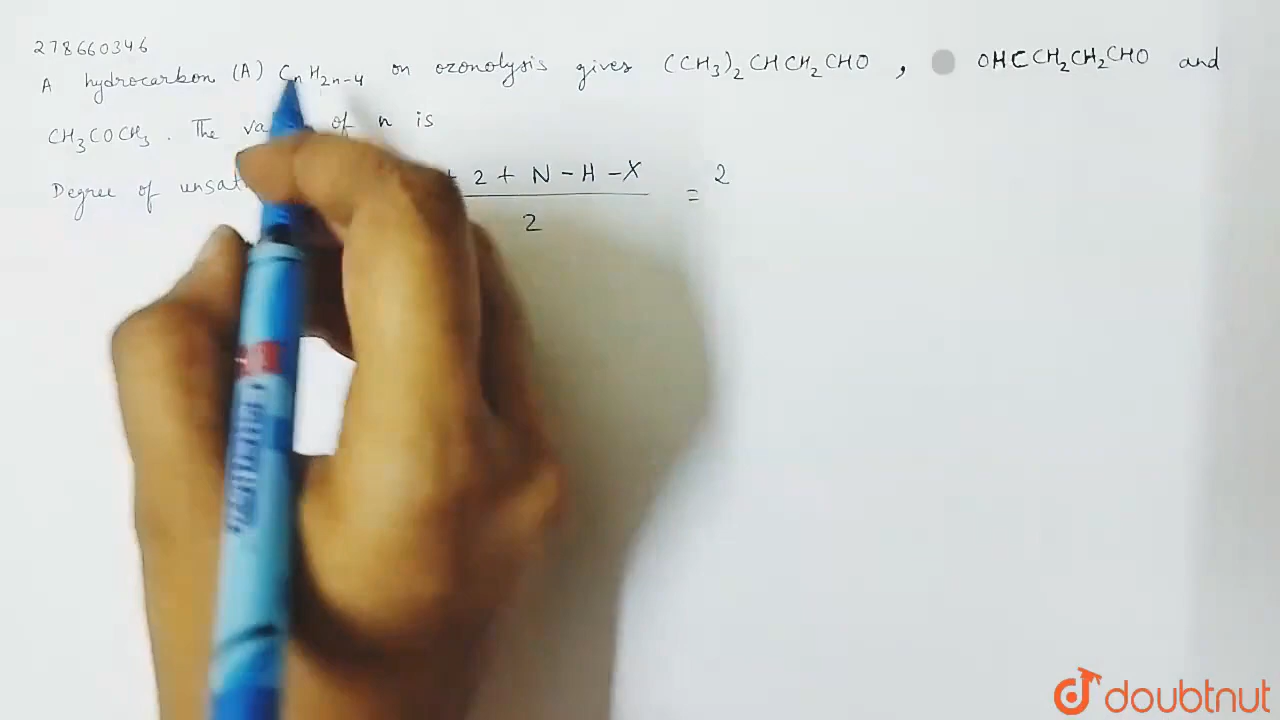 278660346
A hydrocarbon (A) CₙH₂ₙ₋₄ on ozonolysis gives (CH₃)₂CHCH₂CHO , OHCCH₂CH₂CHO and
CH₃COCH₃ . The of n is
Degree of + 2 + N - H - X = 2
2
doubtnut